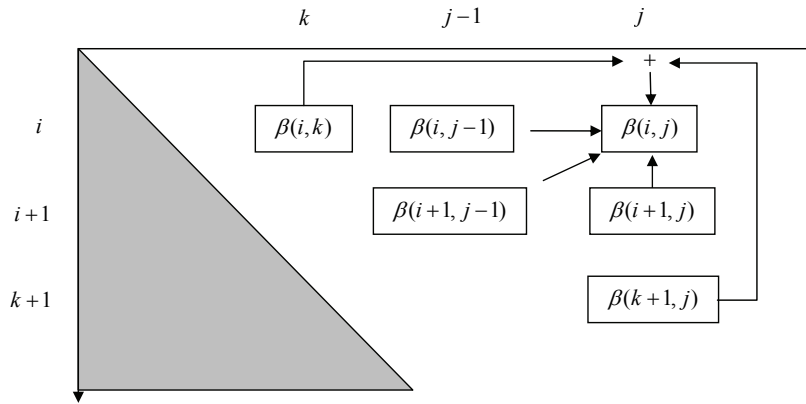 k j−1 j
+
i β(i,k) β(i, j−1) β(i, j)
i+1 β(i+1, j−1) β(i+1, j)
k+1 β(k+1, j)